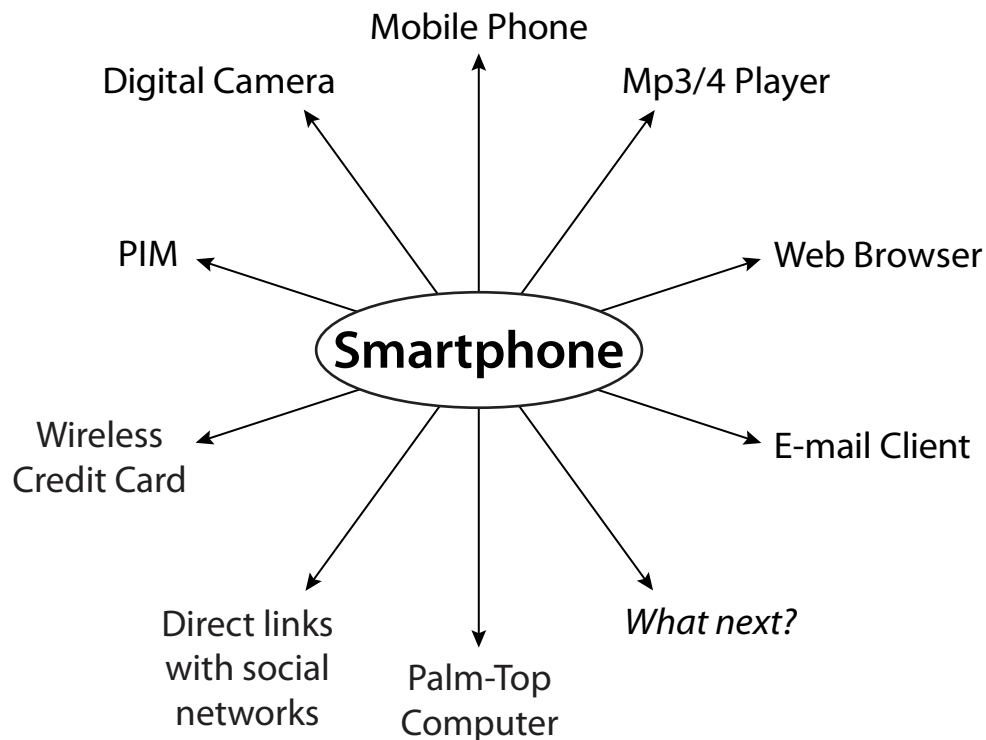 Mobile Phone
Digital Camera
Mp3/4 Player
PIM
Web Browser
Smartphone
Wireless
Credit Card
E-mail Client
Direct links
with social
networks
Palm-Top
Computer
What next?